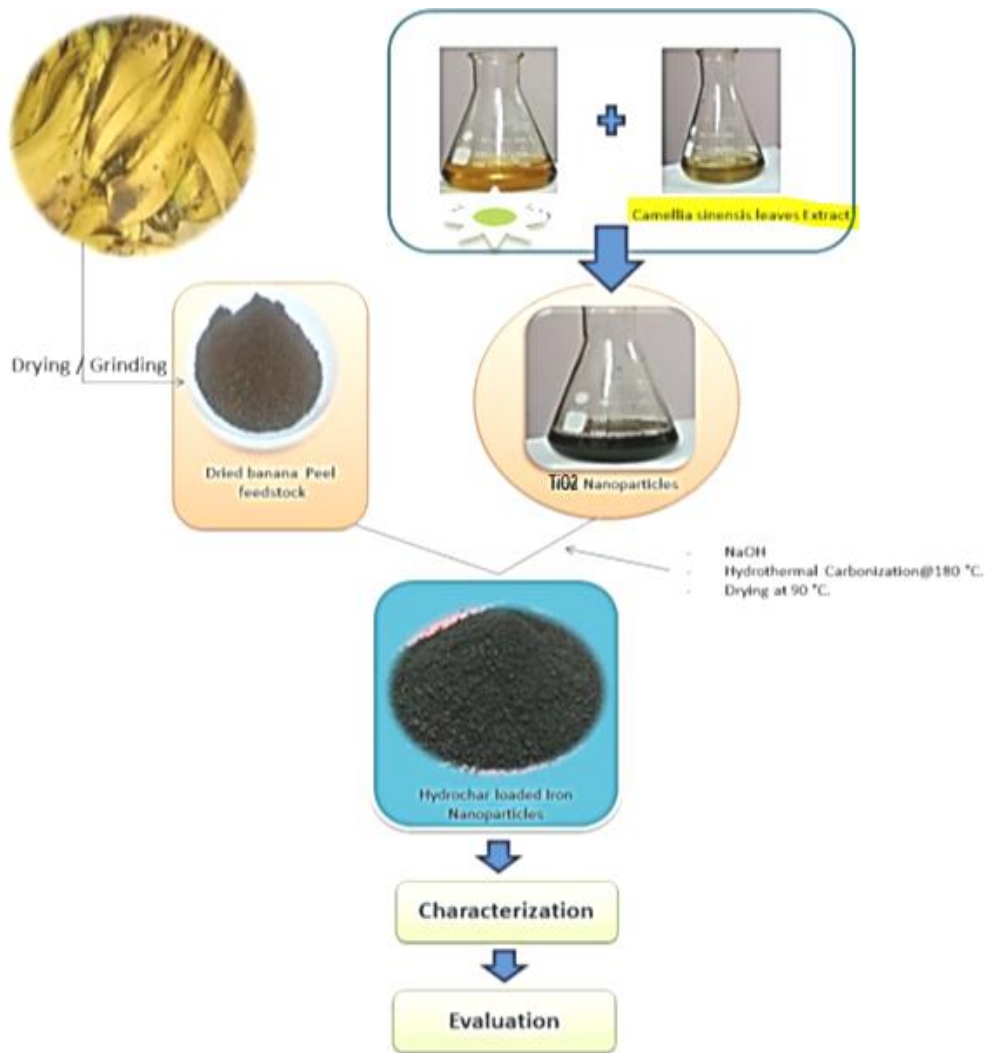 Camellia sinensis leaves Extract
Drying / Grinding
Dried banana Peel
feedstock
TiO2 Nanoparticles
- NaOH
- Hydrothermal Carbonization@180 °C.
- Drying at 90 °C.
Hydrochar loaded Iron
Nanoparticles
Characterization
Evaluation